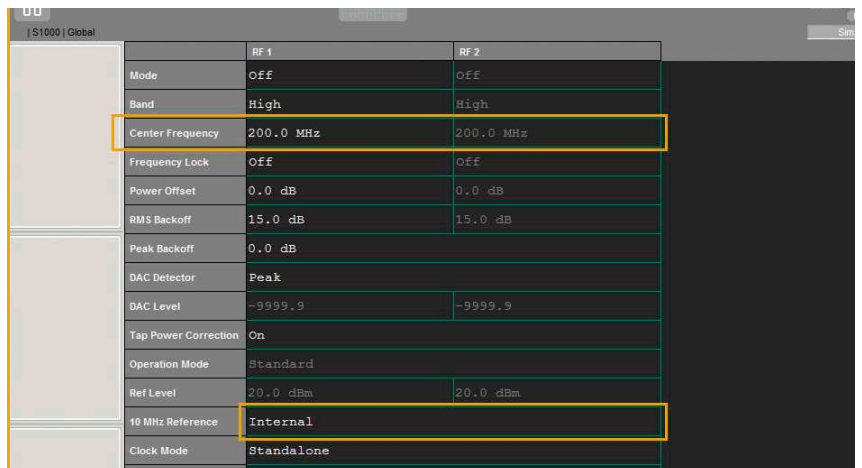 | S1000 | Global
Sim
RF 1 RF 2
Mode Off Off
Band High High
Center Frequency 200.0 MHz 200.0 MHz
Frequency Lock Off Off
Power Offset 0.0 dB 0.0 dB
RMS Backoff 15.0 dB 15.0 dB
Peak Backoff 0.0 dB
DAC Detector Peak
DAC Level -9999.9 -9999.9
Tap Power Correction On
Operation Mode Standard
Ref Level 20.0 dBm 20.0 dBm
10 MHz Reference Internal
Clock Mode Standalone